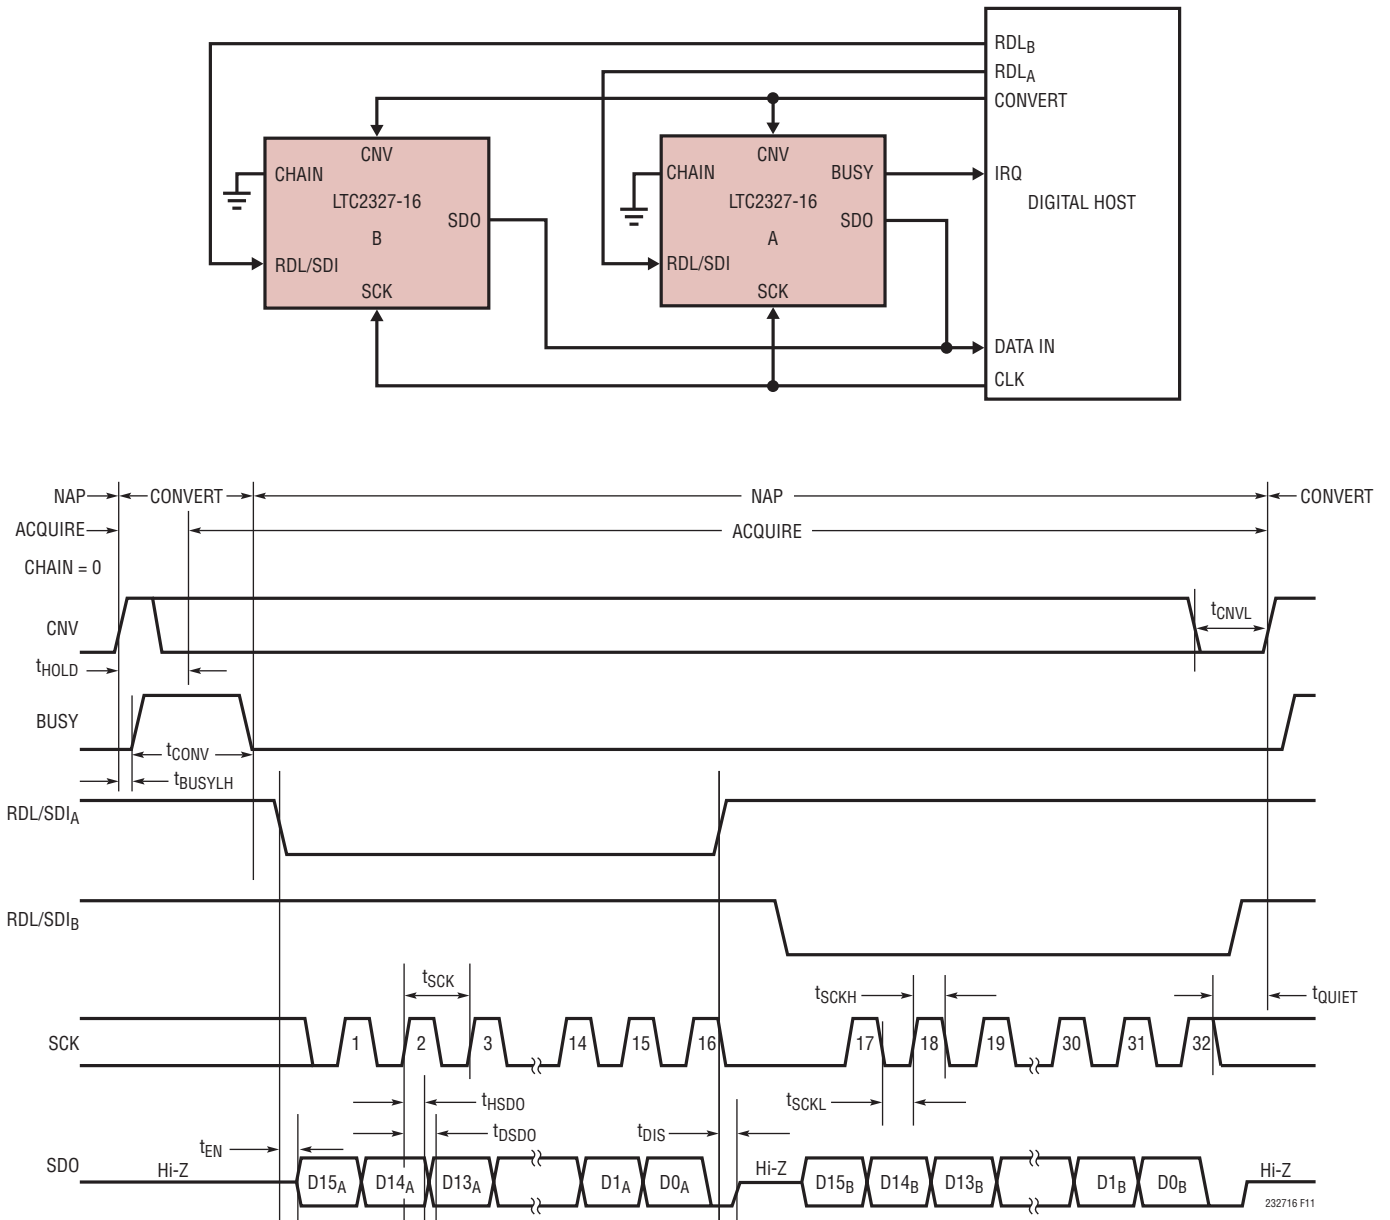 RDLB
RDLA
CONVERT
CNV
CNV
CHAIN
CHAIN
BUSY
IRQ
LTC2327-16
LTC2327-16
DIGITAL HOST
SDO
SDO
B
A
RDL/SDI
RDL/SDI
SCK
SCK
DATA IN
CLK
NAP CONVERT NAP CONVERT
ACQUIRE ACQUIRE
CHAIN = 0
CNV tCNVL
tHOLD
BUSY
tCONV
tBUSYLH
RDL/SDIA
RDL/SDIB
tSCK
tSCKH tQUIET
SCK 1 2 3 14 15 16 17 18 19 30 31 32
tHSDO tSCKL
tDSDO tDIS
tEN
SDO Hi-Z D15A D14A D13A D1A D0A Hi-Z D15B D14B D13B D1B D0B Hi-Z
232716 F11